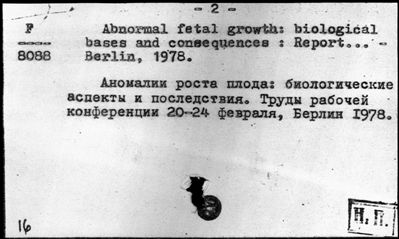 - 2 -
F
----
8088
Abnormal fetal growth: biological
bases and consequences : Report... -
Berlin, 1978.
Аномалии роста плода: биологические
аспекты и последствия. Труды рабочей
конференции 20-24 февраля, Берлин 1978.
16
Н.П.